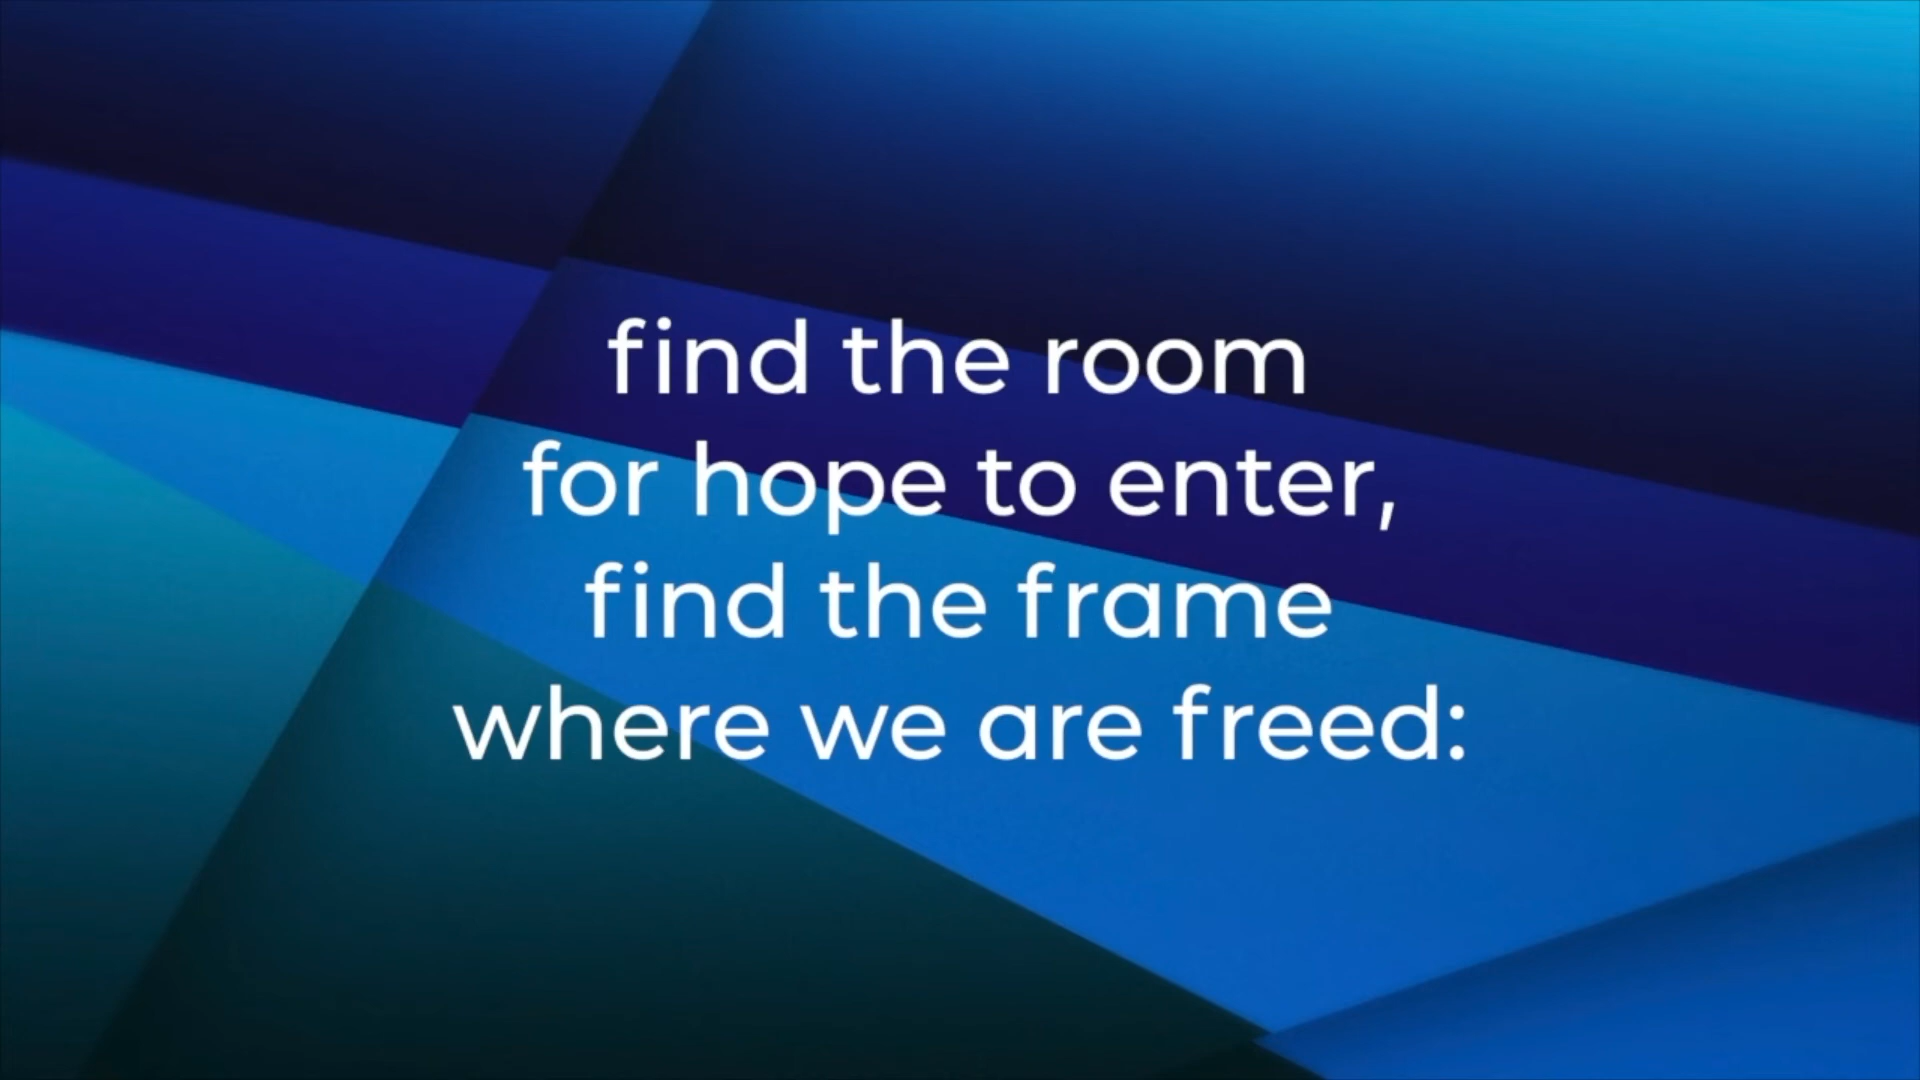 find the room
for hope to enter,
find the frame
where we are freed: